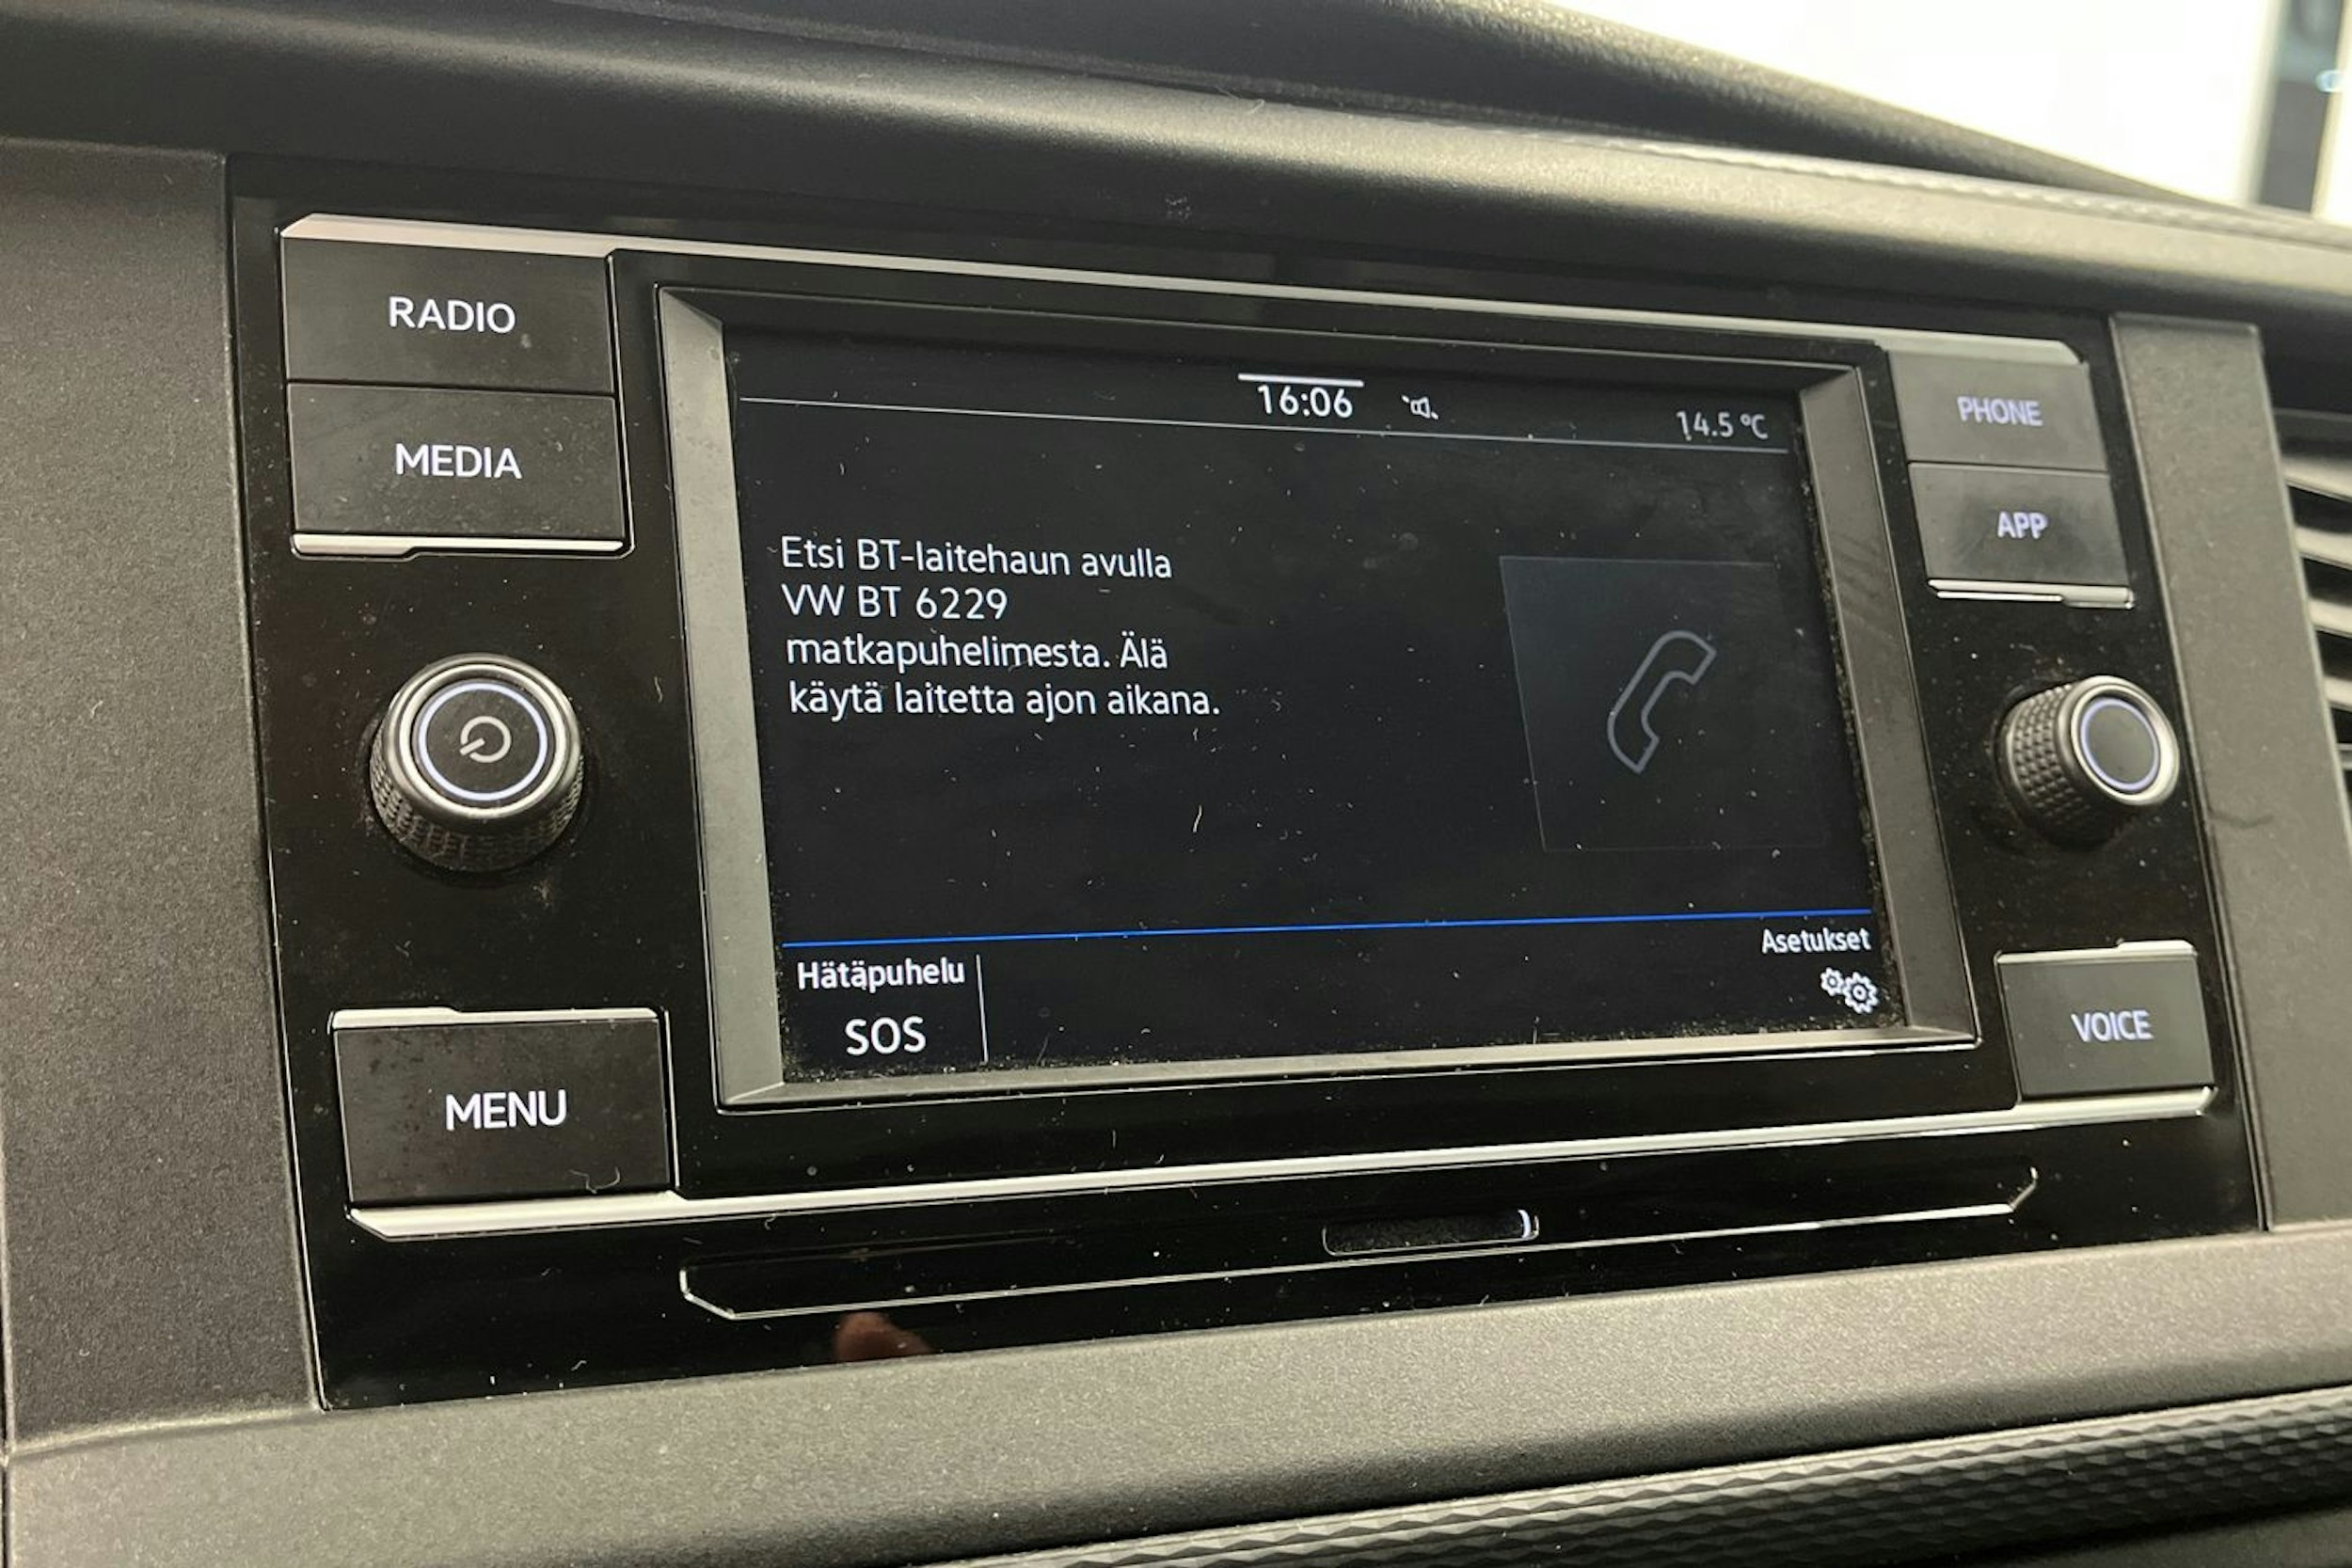 RADIO
MEDIA
MENU
16:06
14.5 °C
Etsi BT-laitehaun avulla
VW BT 6229
matkapuhelimesta. Älä
käytä laitetta ajon aikana.
Hätäpuhelu
SOS
Asetukset
PHONE
APP
VOICE